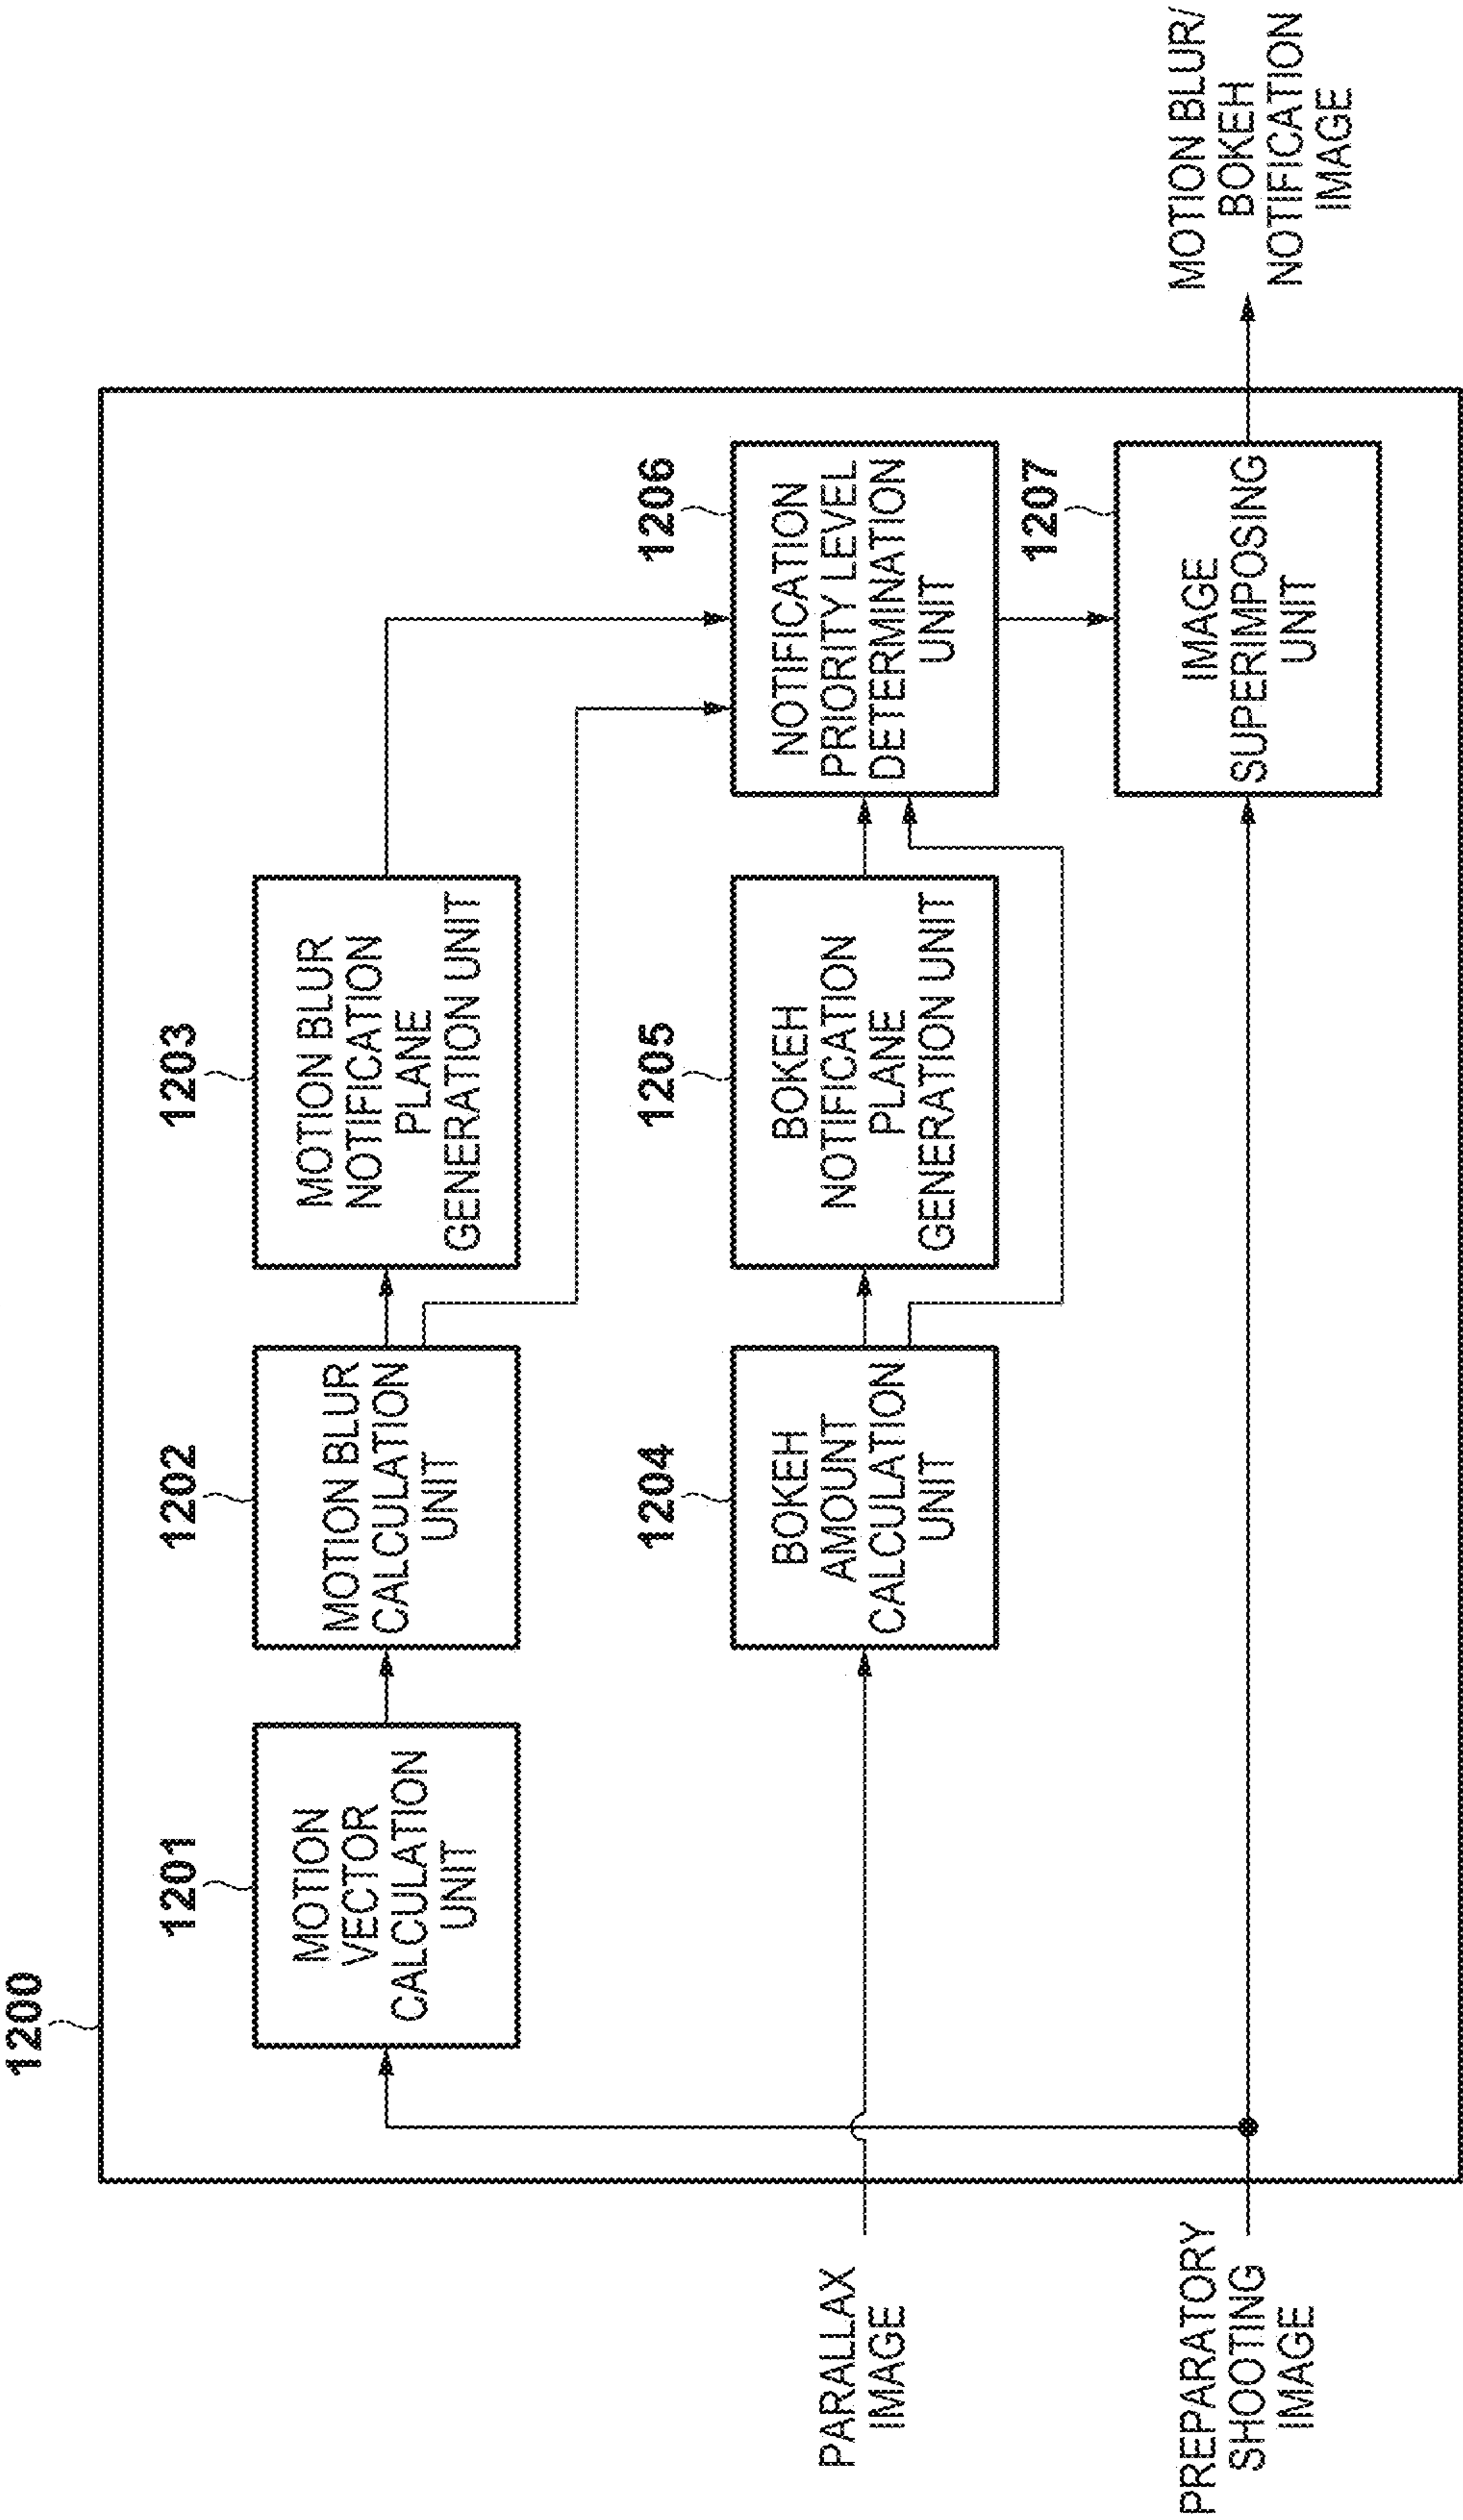 1200
1201
MOTION
VECTOR
CALCULATION
UNIT
1202
MOTION BLUR
CALCULATION
UNIT
1203
MOTION BLUR
NOTIFICATION
PLANE
GENERATION UNIT
PARALLAX
IMAGE
1204
BOKEH
AMOUNT
CALCULATION
UNIT
1205
BOKEH
NOTIFICATION
PLANE
GENERATION UNIT
1206
NOTIFICATION
PRIORITY LEVEL
DETERMINATION
UNIT
PREPARATORY
SHOOTING
IMAGE
1207
IMAGE
SUPERIMPOSING
UNIT
MOTION BLUR/
BOKEH
NOTIFICATION
IMAGE